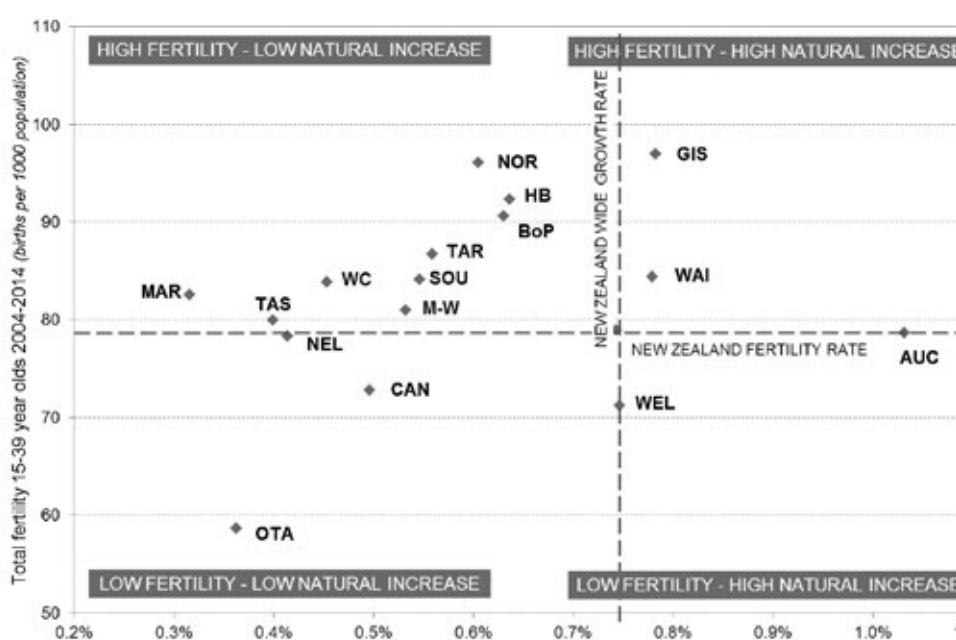 110
HIGH FERTILITY - LOW NATURAL INCREASE
HIGH FERTILITY - HIGH NATURAL INCREASE
Total fertility 15-39 year olds 2004-2014 (births per 1000 population)
NEW ZEALAND WIDE GROWTH RATE
100
NOR
GIS
HB
90
BoP
TAR
WC
SOU
WAI
MAR
TAS
M-W
80
NEL
NEW ZEALAND FERTILITY RATE
AUC
CAN
WEL
70
60
OTA
LOW FERTILITY - LOW NATURAL INCREASE
LOW FERTILITY - HIGH NATURAL INCREASE
50
0.2% 0.3% 0.4% 0.5% 0.6% 0.7% 0.8% 0.9% 1.0%